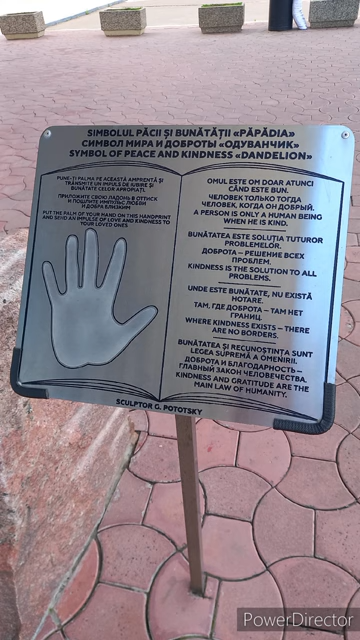 SIMBOLUL PĂCII ȘI BUNĂTĂȚII «PĂPĂDIA»
СИМВОЛ МИРА И ДОБРОТЫ «ОДУВАНЧИК»
SYMBOL OF PEACE AND KINDNESS «DANDELION»
PUNE-ȚI PALMA PE ACEASTĂ AMPRENTĂ ȘI
TRANSMITE UN IMPULS DE IUBIRE ȘI
BUNĂTATE CELOR APROPIAȚI.
ПРИЛОЖИТЕ СВОЮ ЛАДОНЬ В ОТТИСК
И ПОШЛИТЕ ИМПУЛЬС ЛЮБВИ
И ДОБРА БЛИЗКИМ
PUT THE PALM OF YOUR HAND ON THIS HANDPRINT
AND SEND AN IMPULSE OF LOVE AND KINDNESS TO
YOUR LOVED ONES
OMUL ESTE OM DOAR ATUNCI
CÂND ESTE BUN.
ЧЕЛОВЕК ТОЛЬКО ТОГДА
ЧЕЛОВЕК, КОГДА ОН ДОБРЫЙ.
A PERSON IS ONLY A HUMAN BEING
WHEN HE IS KIND.
BUNĂTATEA ESTE SOLUȚIA TUTUROR
PROBLEMELOR.
ДОБРОТА – РЕШЕНИЕ ВСЕХ
ПРОБЛЕМ.
KINDNESS IS THE SOLUTION TO ALL
PROBLEMS.
UNDE ESTE BUNĂTATE, NU EXISTĂ
HOTARE.
ТАМ, ГДЕ ДОБРОТА – ТАМ НЕТ
ГРАНИЦ.
WHERE KINDNESS EXISTS – THERE
ARE NO BORDERS.
BUNĂTATEA ȘI RECUNOȘTINȚA SUNT
LEGEA SUPREMĂ A OMENIRII.
ДОБРОТА И БЛАГОДАРНОСТЬ –
ГЛАВНЫЙ ЗАКОН ЧЕЛОВЕЧЕСТВА.
KINDNESS AND GRATITUDE ARE THE
MAIN LAW OF HUMANITY.
SCULPTOR G. POTOTSKY
PowerDirector